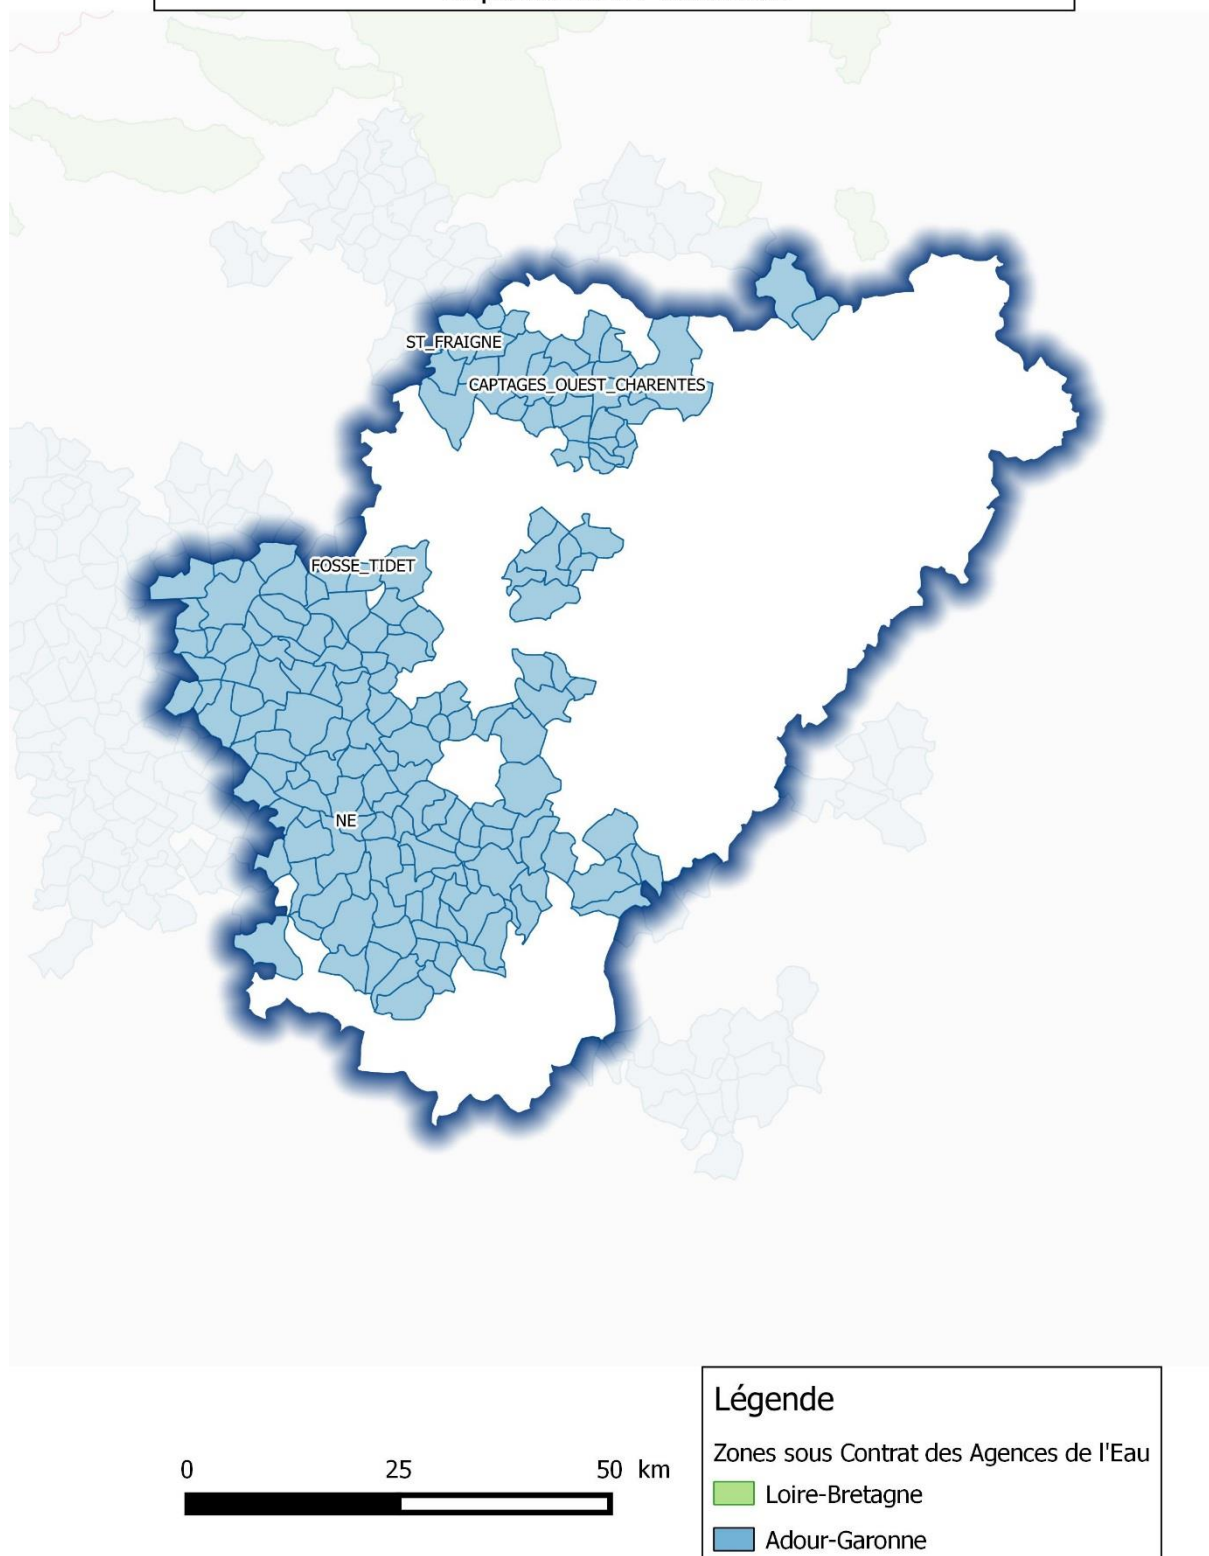 ST_FRAIGNE
CAPTAGES_OUEST_CHARENTES
FOSSE_TIDET
NE
0 25 50 km
Légende
Zones sous Contrat des Agences de l'Eau
Loire-Bretagne
Adour-Garonne